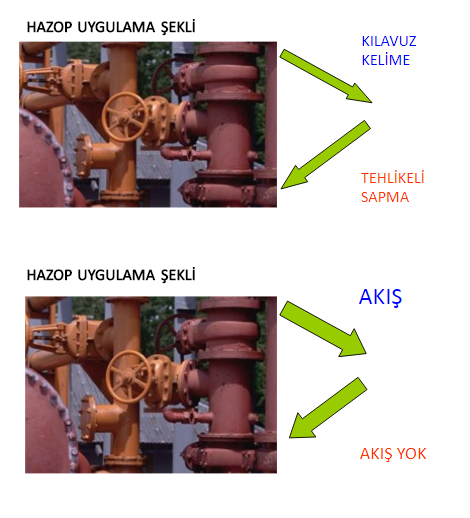 HAZOP UYGULAMA ŞEKLİ
KILAVUZ
KELİME
TEHLİKELİ
SAPMA
HAZOP UYGULAMA ŞEKLİ
AKIŞ
AKIŞ YOK